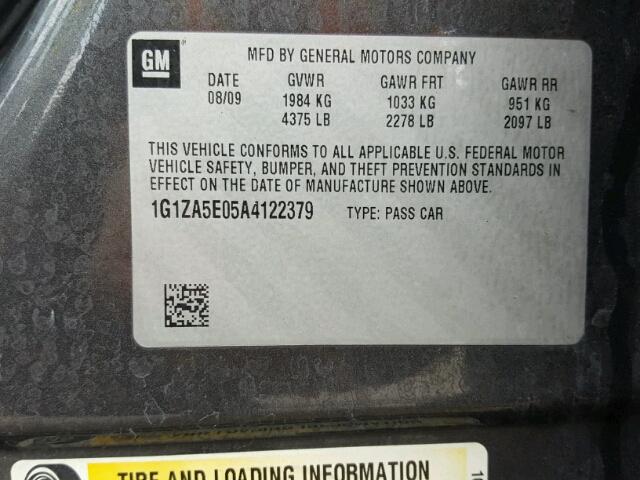 GM
MFD BY GENERAL MOTORS COMPANY
DATE GVWR GAWR FRT GAWR RR
08/09 1984 KG 1033 KG 951 KG
4375 LB 2278 LB 2097 LB
THIS VEHICLE CONFORMS TO ALL APPLICABLE U.S. FEDERAL MOTOR
VEHICLE SAFETY, BUMPER, AND THEFT PREVENTION STANDARDS IN
EFFECT ON THE DATE OF MANUFACTURE SHOWN ABOVE.
1G1ZA5E05A4122379 TYPE: PASS CAR
TIRE AND LOADING INFORMATION